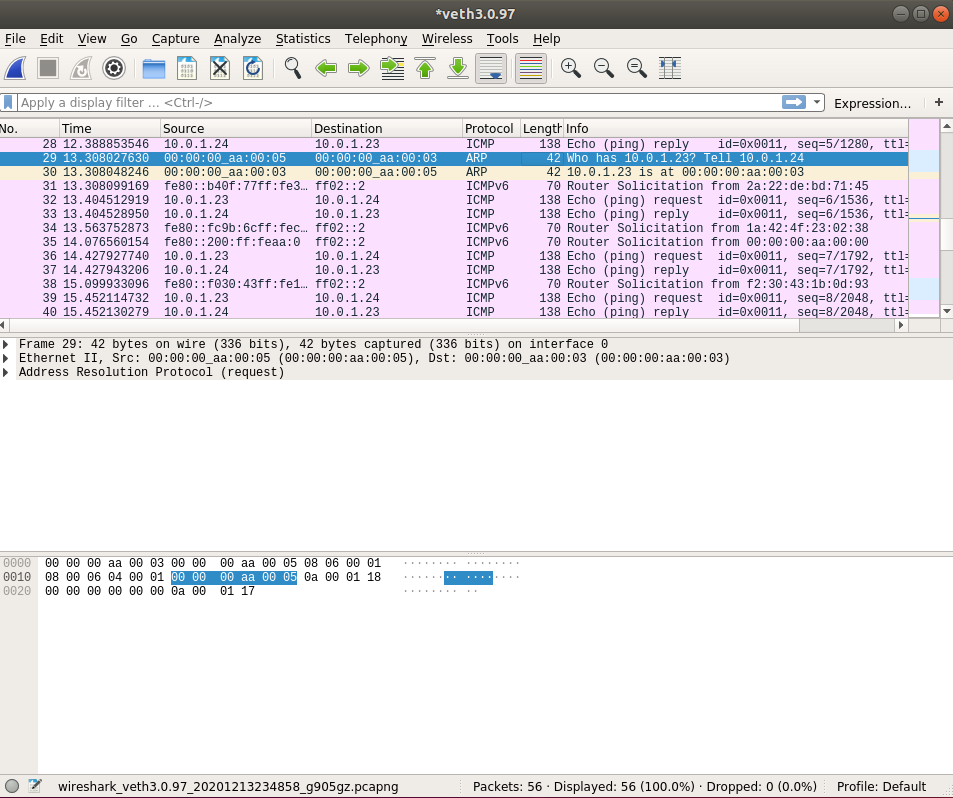 *veth3.0.97
File Edit View Go Capture Analyze Statistics Telephony Wireless Tools Help
Apply a display filter ... <Ctrl-/> Expression... +
No. Time Source Destination Protocol Length Info
28 12.388853546 10.0.1.24 10.0.1.23 ICMP 138 Echo (ping) reply id=0x0011, seq=5/1280, ttl=
29 13.308027630 00:00:00_aa:00:05 00:00:00_aa:00:03 ARP 42 Who has 10.0.1.23? Tell 10.0.1.24
30 13.308048246 00:00:00_aa:00:03 00:00:00_aa:00:05 ARP 42 10.0.1.23 is at 00:00:00:aa:00:03
31 13.308099169 fe80::b40f:77ff:fe3… ff02::2 ICMPv6 70 Router Solicitation from 2a:22:de:bd:71:45
32 13.404512919 10.0.1.23 10.0.1.24 ICMP 138 Echo (ping) request id=0x0011, seq=6/1536, ttl=
33 13.404528950 10.0.1.24 10.0.1.23 ICMP 138 Echo (ping) reply id=0x0011, seq=6/1536, ttl=
34 13.563752873 fe80::fc9b:6cff:fec… ff02::2 ICMPv6 70 Router Solicitation from 1a:42:4f:23:02:38
35 14.076560154 fe80::200:ff:feaa:0 ff02::2 ICMPv6 70 Router Solicitation from 00:00:00:aa:00:00
36 14.427927740 10.0.1.23 10.0.1.24 ICMP 138 Echo (ping) request id=0x0011, seq=7/1792, ttl=
37 14.427943206 10.0.1.24 10.0.1.23 ICMP 138 Echo (ping) reply id=0x0011, seq=7/1792, ttl=
38 15.099933096 fe80::f030:43ff:fe1… ff02::2 ICMPv6 70 Router Solicitation from f2:30:43:1b:0d:93
39 15.452114732 10.0.1.23 10.0.1.24 ICMP 138 Echo (ping) request id=0x0011, seq=8/2048, ttl=
40 15.452130279 10.0.1.24 10.0.1.23 ICMP 138 Echo (ping) reply id=0x0011, seq=8/2048, ttl=
Frame 29: 42 bytes on wire (336 bits), 42 bytes captured (336 bits) on interface 0
Ethernet II, Src: 00:00:00_aa:00:05 (00:00:00:aa:00:05), Dst: 00:00:00_aa:00:03 (00:00:00:aa:00:03)
Address Resolution Protocol (request)
0000 00 00 00 aa 00 03 00 00 00 aa 00 05 08 06 00 01 ········ ········
0010 08 00 06 04 00 01 00 00 00 aa 00 05 0a 00 01 18 ········ ········
0020 00 00 00 00 00 00 0a 00 01 17 ········ ··
wireshark_veth3.0.97_20201213234858_g905gz.pcapng Packets: 56 · Displayed: 56 (100.0%) · Dropped: 0 (0.0%) Profile: Default